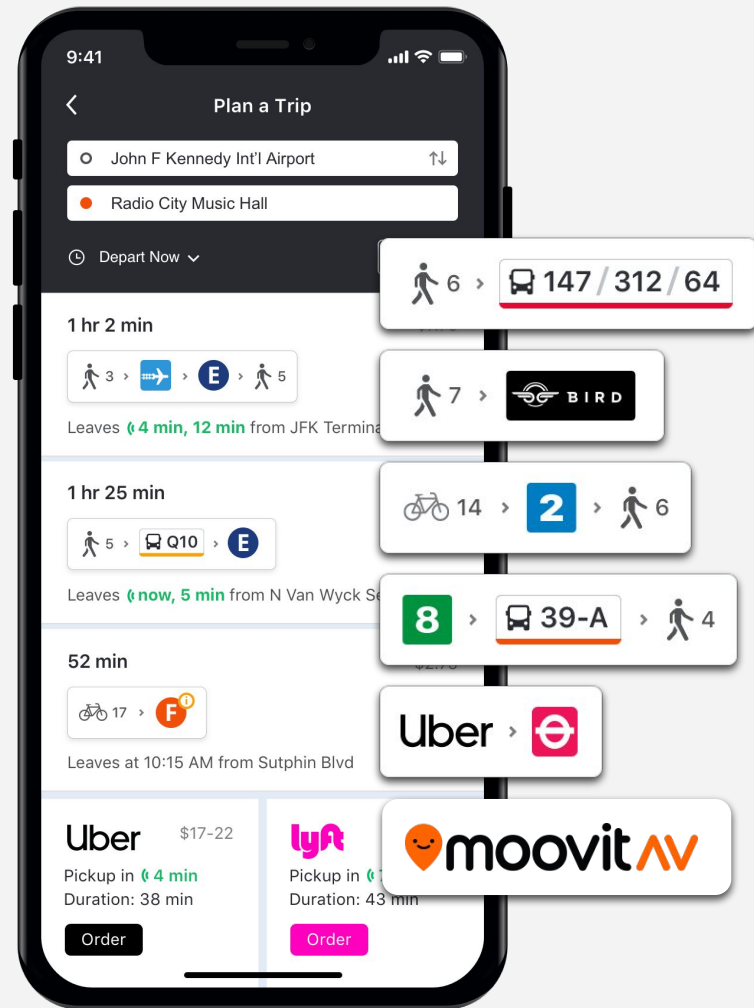 9:41
Plan a Trip
John F Kennedy Int'l Airport
Radio City Music Hall
Depart Now
6 › 147/312/64
1 hr 2 min
3 › › E › 5
7 › BIRD
Leaves 4 min, 12 min from JFK
1 hr 25 min
14 › 2 › 6
5 › Q10 › E
Leaves now, 5 min from N Van Wyck
8 › 39-A › 4
52 min
17 › F i
Uber ›
Leaves at 10:15 AM from Sutphin Blvd
Uber $17-22
lyft
moovit AV
Pickup in 4 min
Duration: 38 min
Order
Pickup in
Duration: 43 min
Order